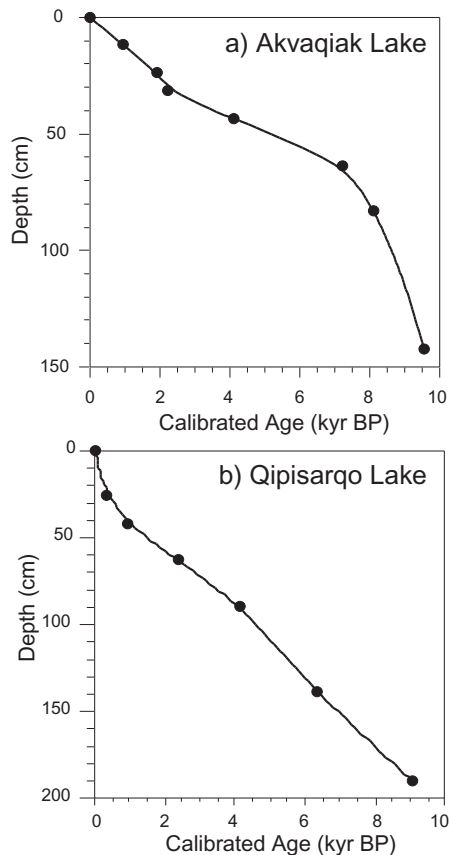 a) Akvaqiak Lake
0
50
100
150
Depth (cm)
0 2 4 6 8 10
Calibrated Age (kyr BP)
b) Qipisarqo Lake
0
50
100
150
200
Depth (cm)
0 2 4 6 8 10
Calibrated Age (kyr BP)